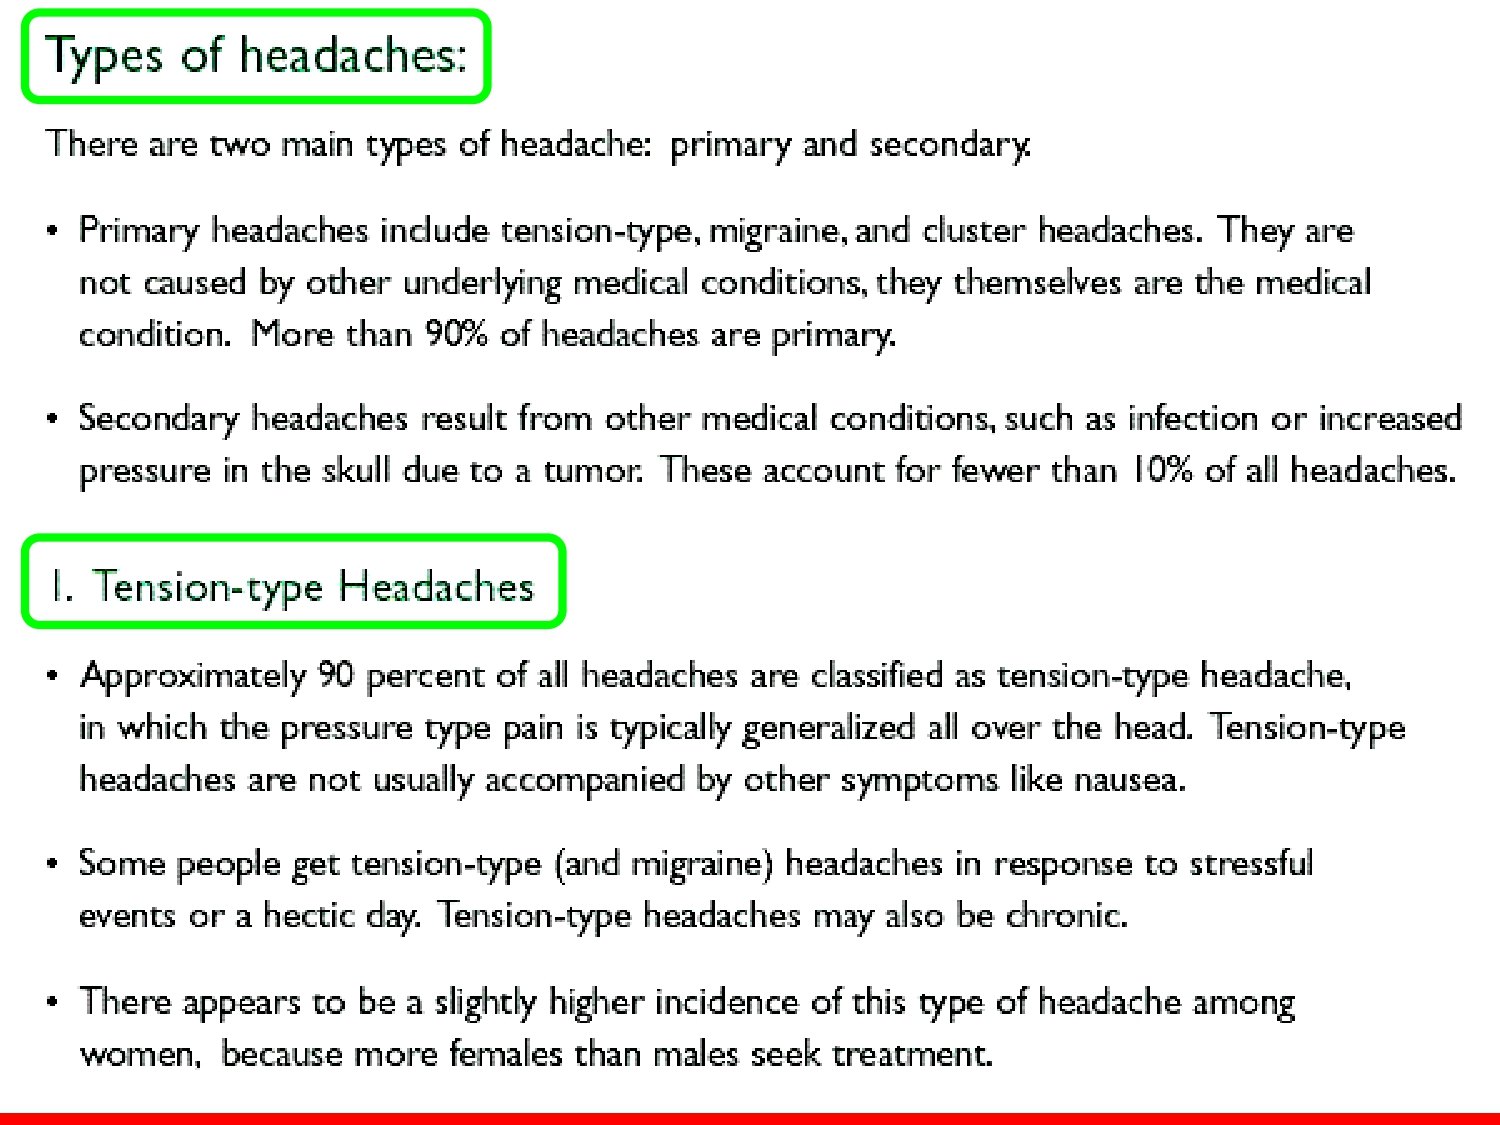 Types of headaches:
There are two main types of headache: primary and secondary.
• Primary headaches include tension-type, migraine, and cluster headaches. They are
not caused by other underlying medical conditions, they themselves are the medical
condition. More than 90% of headaches are primary.
• Secondary headaches result from other medical conditions, such as infection or increased
pressure in the skull due to a tumor. These account for fewer than 10% of all headaches.
1. Tension-type Headaches
• Approximately 90 percent of all headaches are classified as tension-type headache,
in which the pressure type pain is typically generalized all over the head. Tension-type
headaches are not usually accompanied by other symptoms like nausea.
• Some people get tension-type (and migraine) headaches in response to stressful
events or a hectic day. Tension-type headaches may also be chronic.
• There appears to be a slightly higher incidence of this type of headache among
women, because more females than males seek treatment.